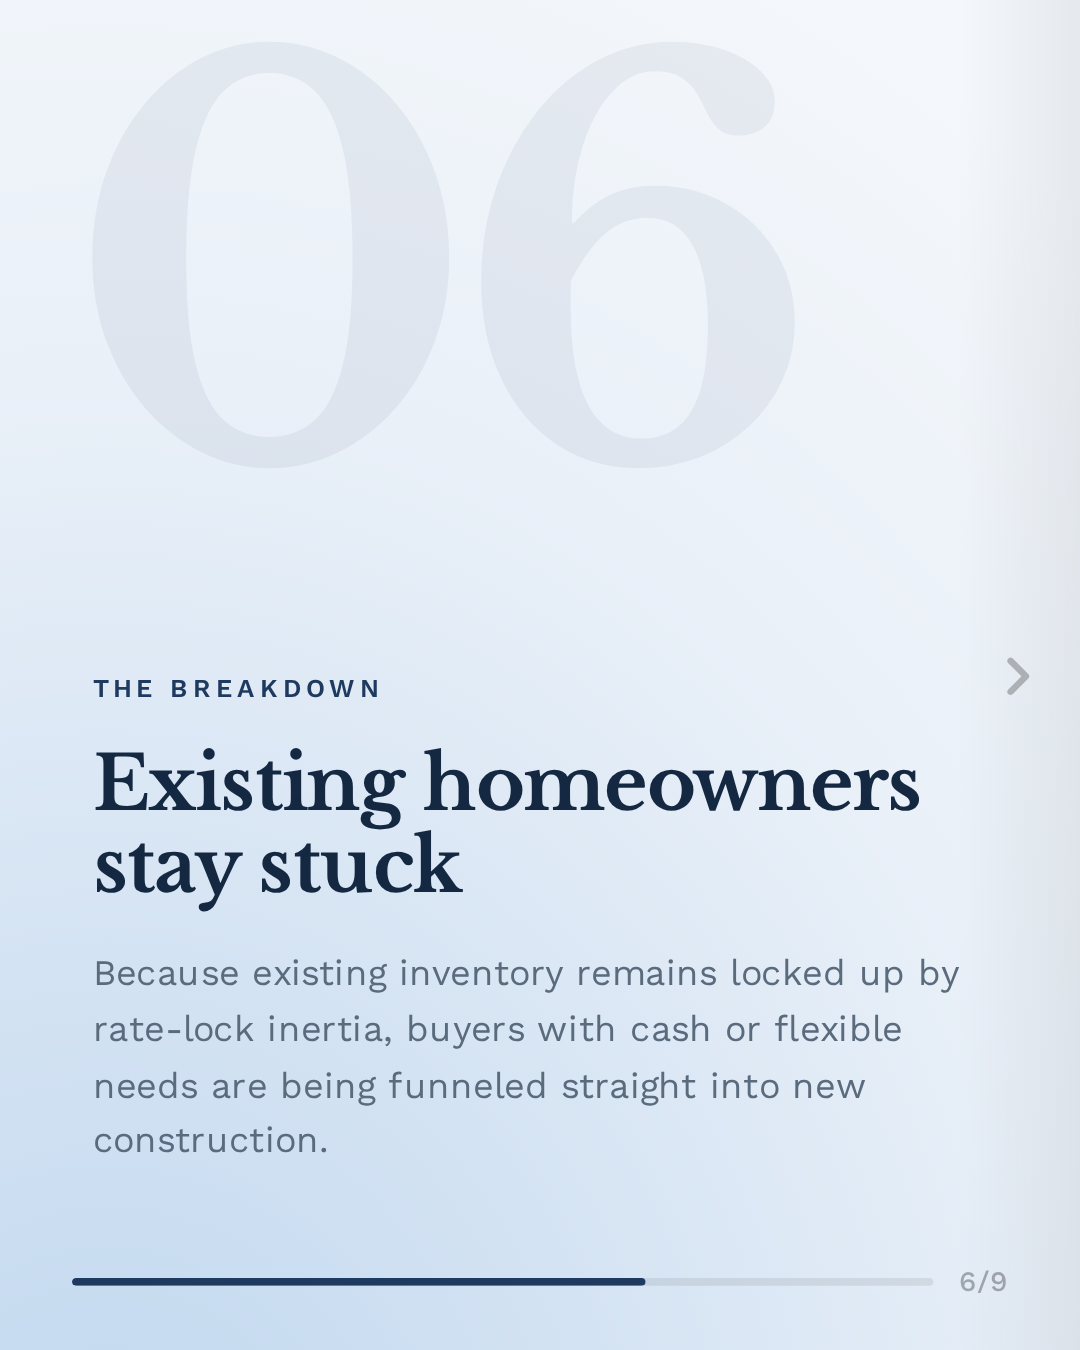 06
THE BREAKDOWN
Existing homeowners
stay stuck
Because existing inventory remains locked up by
rate-lock inertia, buyers with cash or flexible
needs are being funneled straight into new
construction.
6/9